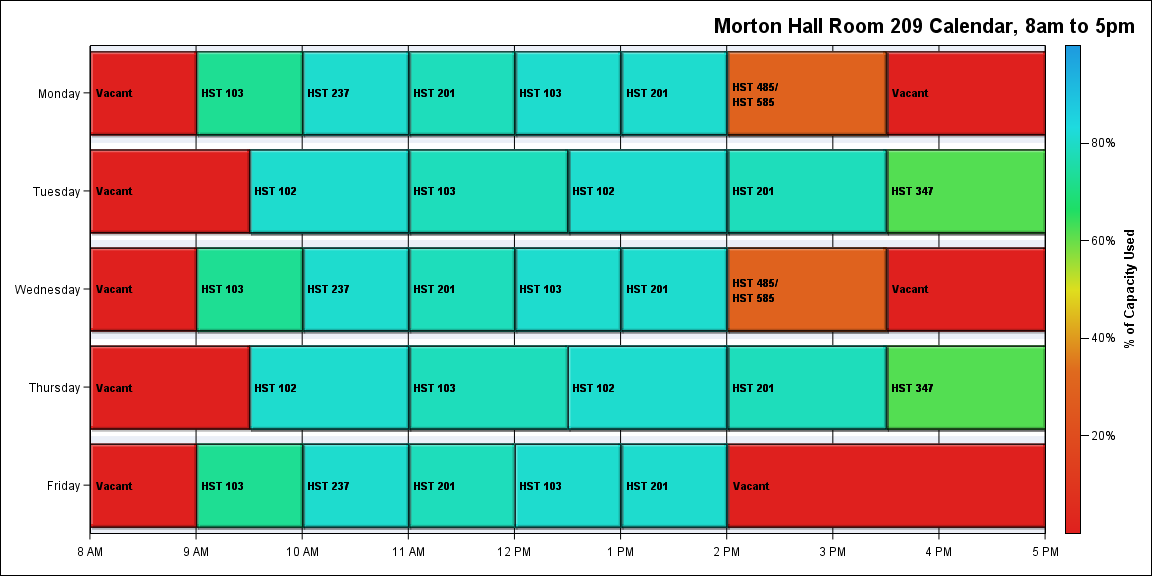 Morton Hall Room 209 Calendar, 8am to 5pm
Monday
Vacant
HST 103
HST 237
HST 201
HST 103
HST 201
HST 485/
HST 585
Vacant
Tuesday
Vacant
HST 102
HST 103
HST 102
HST 201
HST 347
Wednesday
Vacant
HST 103
HST 237
HST 201
HST 103
HST 201
HST 485/
HST 585
Vacant
Thursday
Vacant
HST 102
HST 103
HST 102
HST 201
HST 347
Friday
Vacant
HST 103
HST 237
HST 201
HST 103
HST 201
Vacant
8 AM
9 AM
10 AM
11 AM
12 PM
1 PM
2 PM
3 PM
4 PM
5 PM
80%
60%
40%
20%
% of Capacity Used